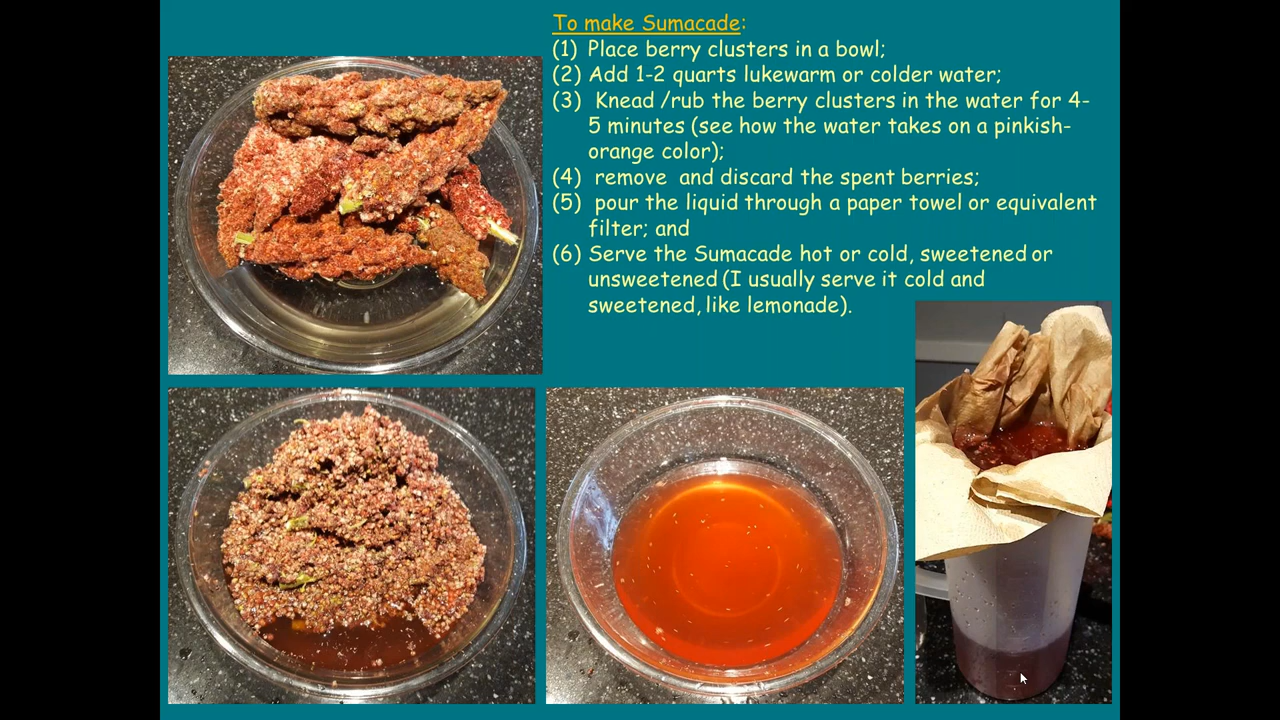 To make Sumacade:
(1) Place berry clusters in a bowl;
(2) Add 1-2 quarts lukewarm or colder water;
(3) Knead /rub the berry clusters in the water for 4-
5 minutes (see how the water takes on a pinkish-
orange color);
(4) remove and discard the spent berries;
(5) pour the liquid through a paper towel or equivalent
filter; and
(6) Serve the Sumacade hot or cold, sweetened or
unsweetened (I usually serve it cold and
sweetened, like lemonade).